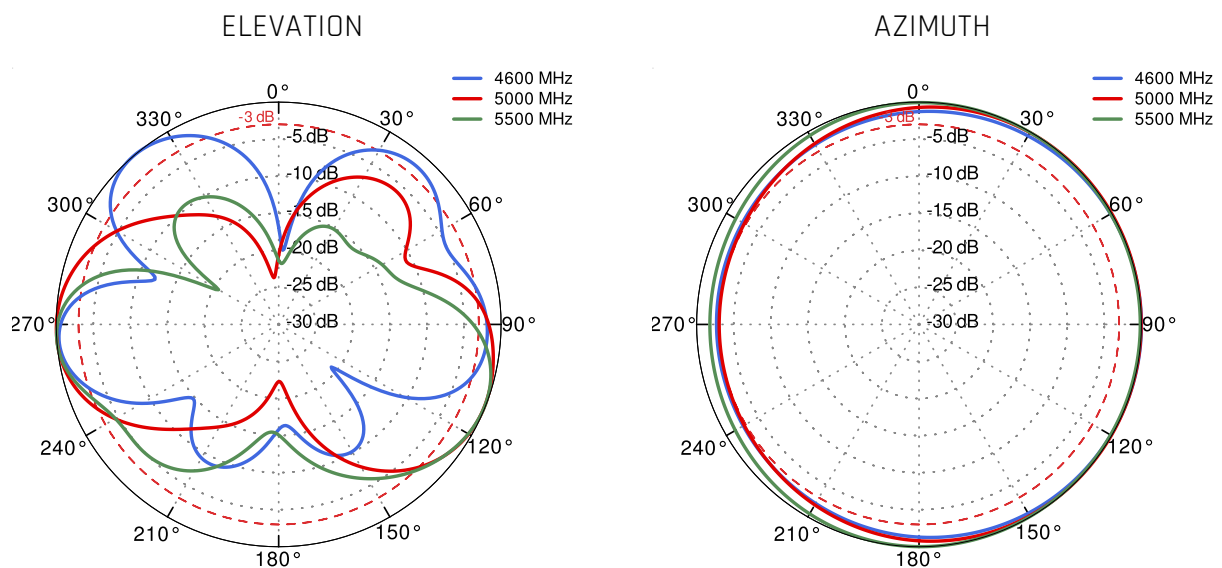 ELEVATION
4600 MHz
5000 MHz
5500 MHz
0°
30°
60°
90°
120°
150°
180°
210°
240°
270°
300°
330°
-3 dB
-5 dB
-10 dB
-15 dB
-20 dB
-25 dB
-30 dB
AZIMUTH
4600 MHz
5000 MHz
5500 MHz
0°
30°
60°
90°
120°
150°
180°
210°
240°
270°
300°
330°
-3 dB
-5 dB
-10 dB
-15 dB
-20 dB
-25 dB
-30 dB